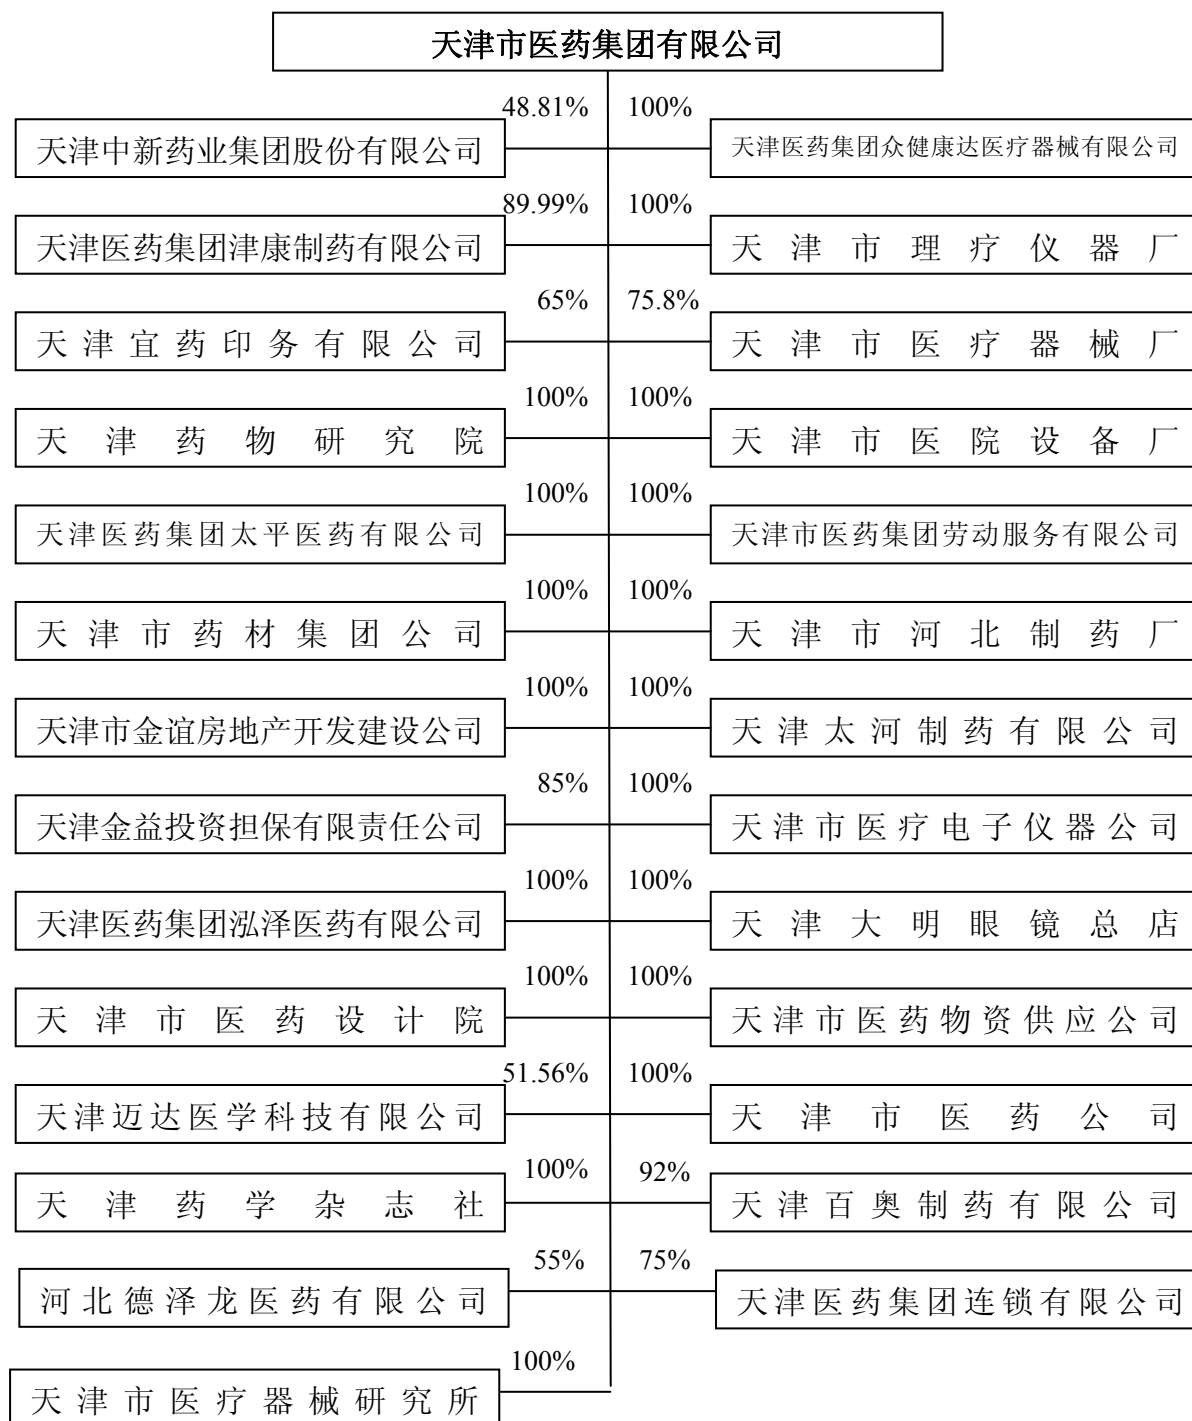 天津市医药集团有限公司
48.81% 100%
天津中新药业集团股份有限公司 天津医药集团众健康达医疗器械有限公司
89.99% 100%
天津医药集团津康制药有限公司 天津市理疗仪器厂
65% 75.8%
天津宜药印务有限公司 天津市医疗器械厂
100% 100%
天津药物研究院 天津市医院设备厂
100% 100%
天津医药集团太平医药有限公司 天津市医药集团劳动服务有限公司
100% 100%
天津市药材集团公司 天津市河北制药厂
100% 100%
天津市金谊房地产开发建设公司 天津太河制药有限公司
85% 100%
天津金益投资担保有限责任公司 天津市医疗电子仪器公司
100% 100%
天津医药集团泓泽医药有限公司 天津大明眼镜总店
100% 100%
天津市医药设计院 天津市医药物资供应公司
51.56% 100%
天津迈达医学科技有限公司 天津市医药公司
100% 92%
天津药学杂志社 天津百奥制药有限公司
55% 75%
河北德泽龙医药有限公司 天津医药集团连锁有限公司
100%
天津市医疗器械研究所